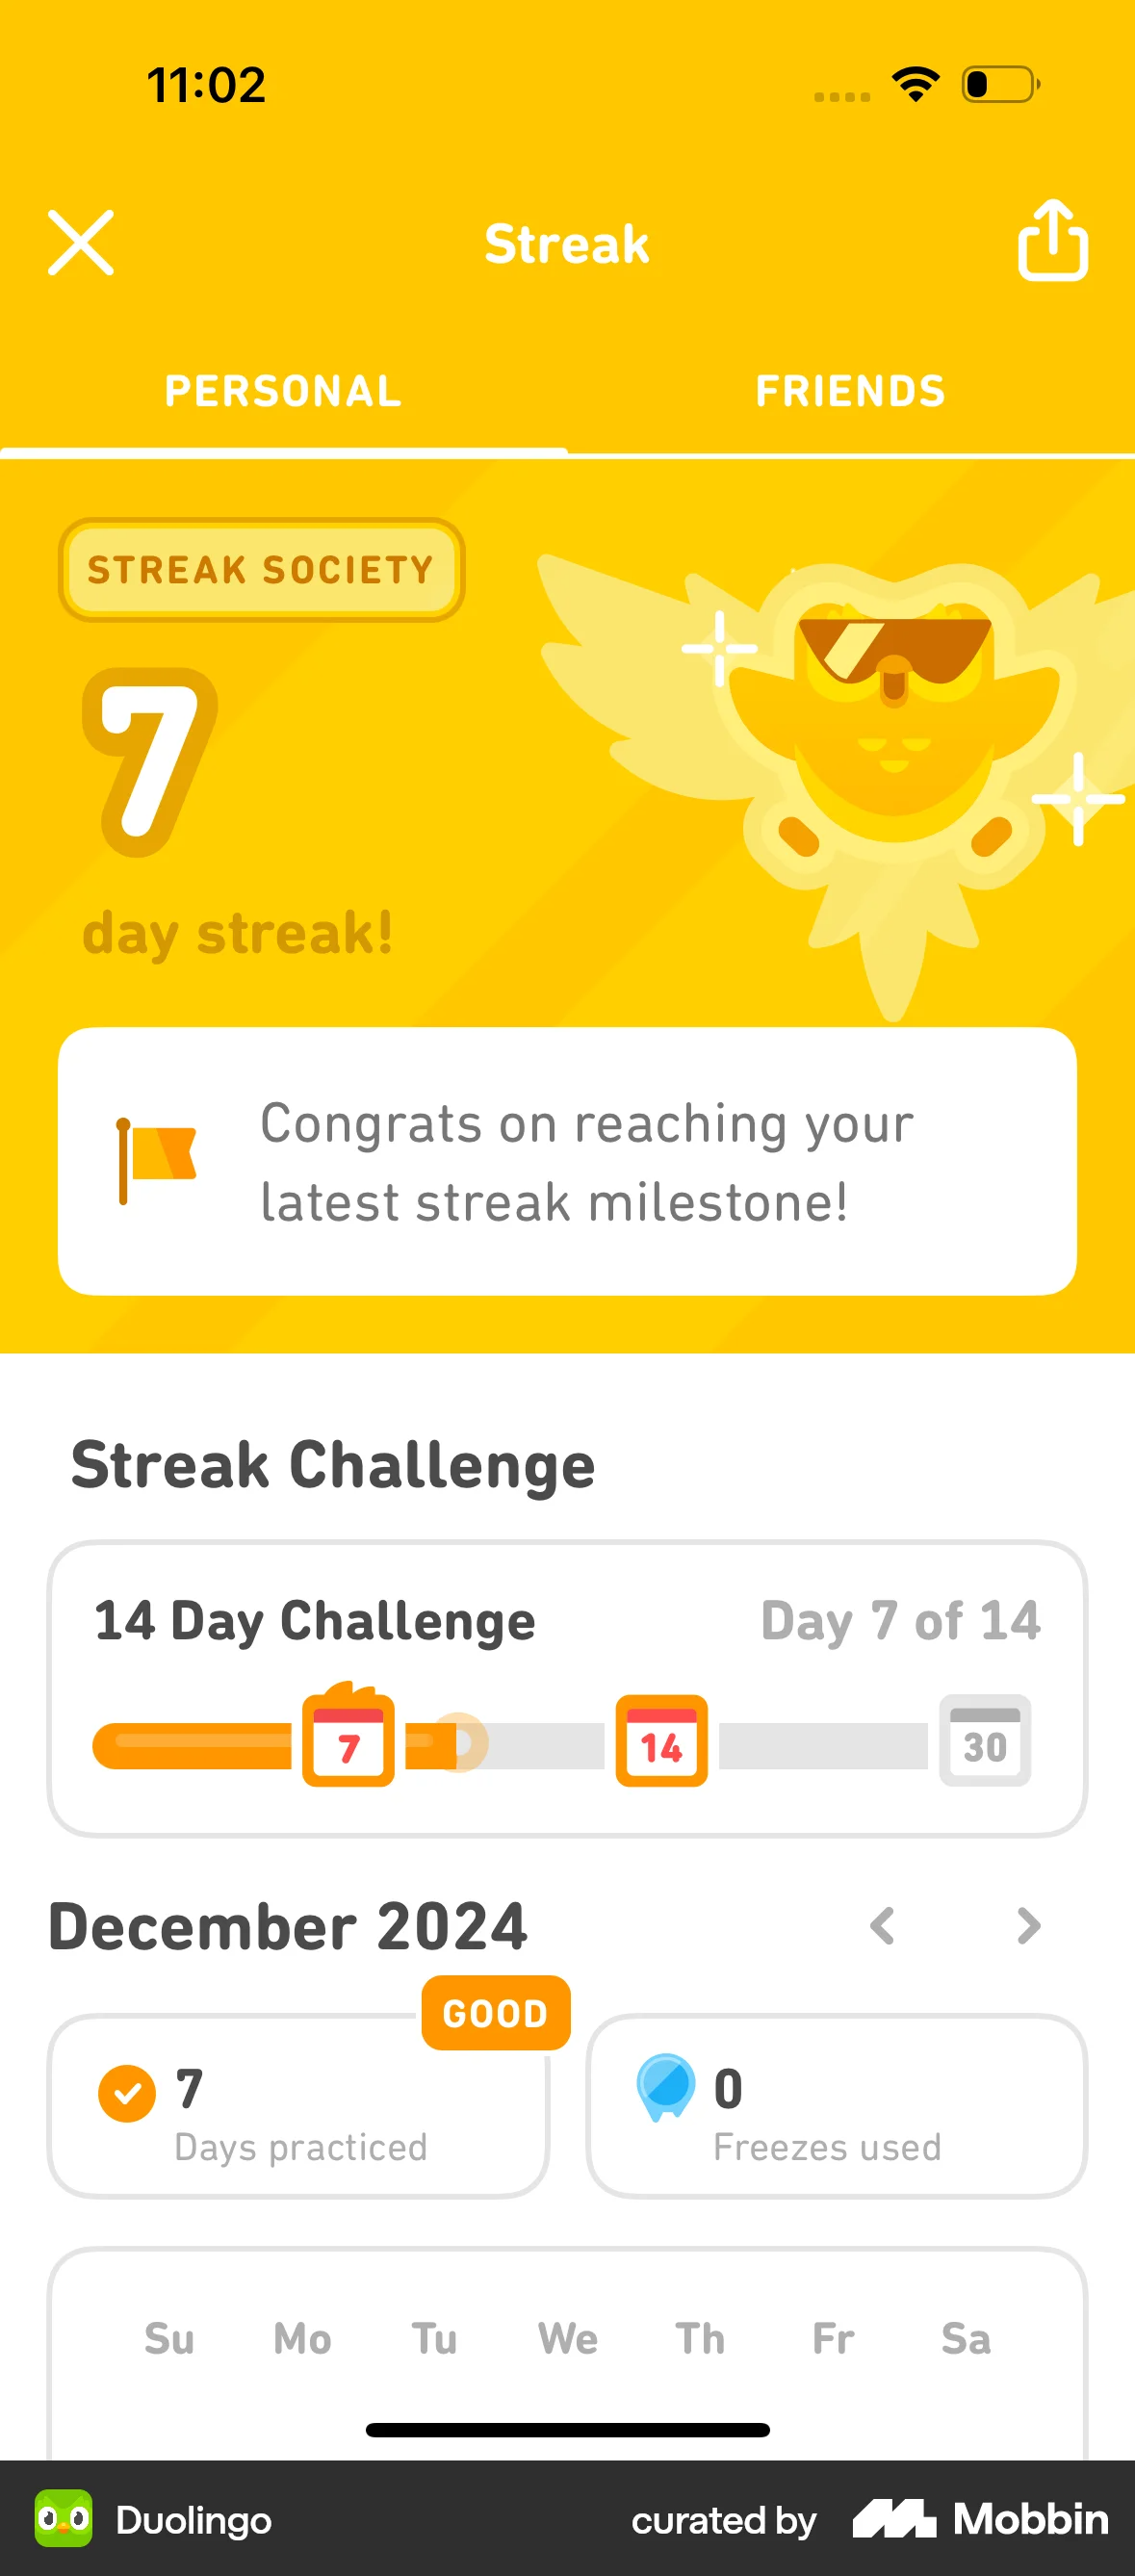 11:02
Streak
PERSONAL FRIENDS
STREAK SOCIETY
7
day streak!
Congrats on reaching your
latest streak milestone!
Streak Challenge
14 Day Challenge Day 7 of 14
7 14 30
December 2024
GOOD
7 0
Days practiced Freezes used
Su Mo Tu We Th Fr Sa
Duolingo curated by Mobbin